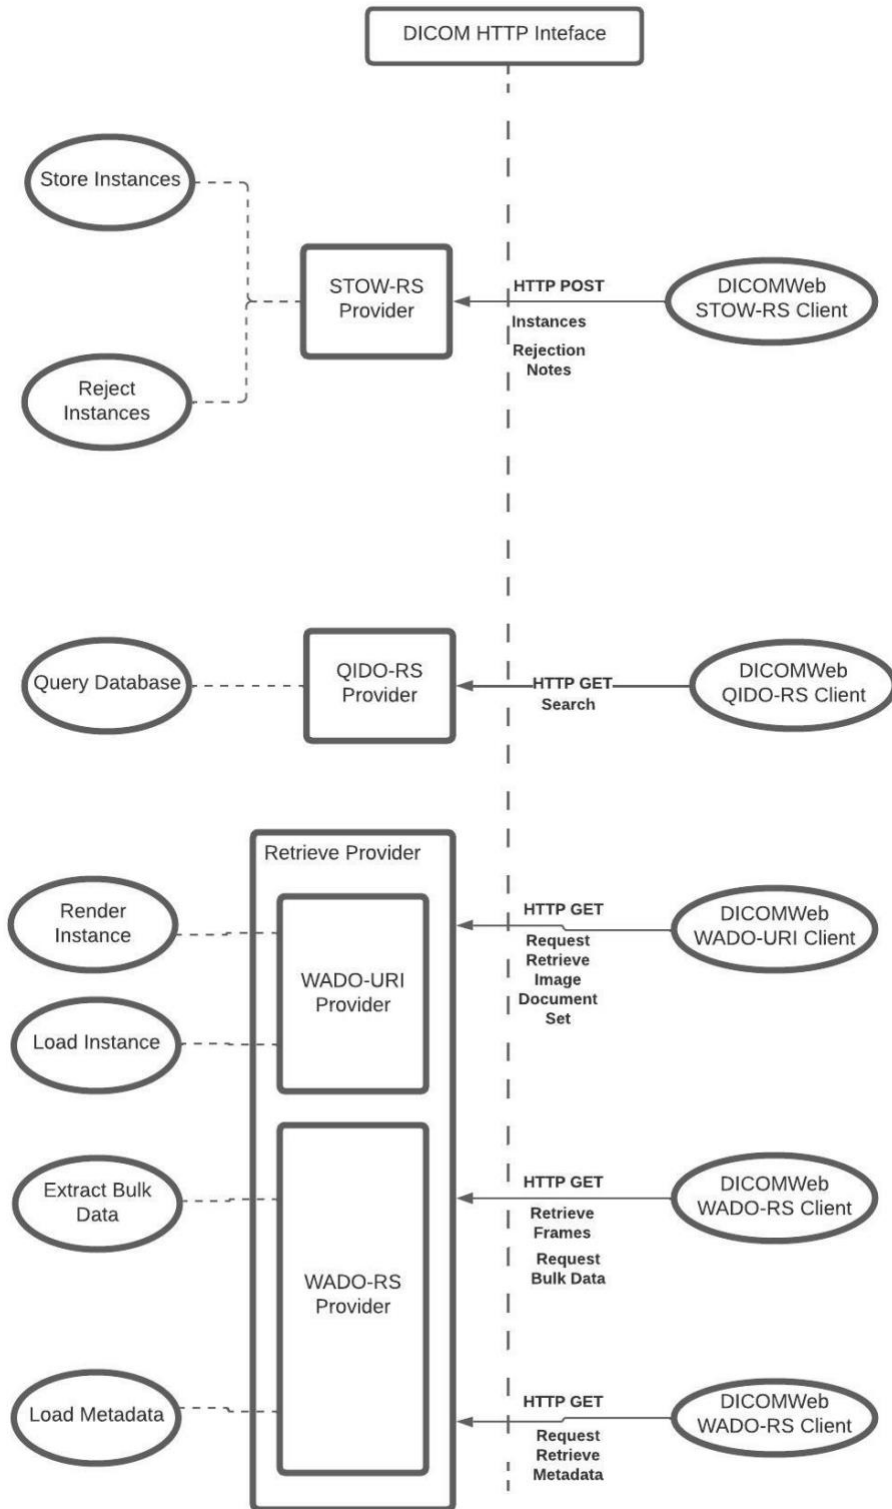 DICOM HTTP Inteface
Store Instances
STOW-RS
Provider
HTTP POST
Instances
Rejection
Notes
DICOMWeb
STOW-RS Client
Reject
Instances
Query Database
QIDO-RS
Provider
HTTP GET
Search
DICOMWeb
QIDO-RS Client
Retrieve Provider
Render
Instance
WADO-URI
Provider
HTTP GET
Request
Retrieve
Image
Document
Set
DICOMWeb
WADO-URI Client
Load Instance
Extract Bulk
Data
WADO-RS
Provider
HTTP GET
Retrieve
Frames
Request
Bulk Data
DICOMWeb
WADO-RS Client
Load Metadata
HTTP GET
Request
Retrieve
Metadata
DICOMWeb
WADO-RS Client